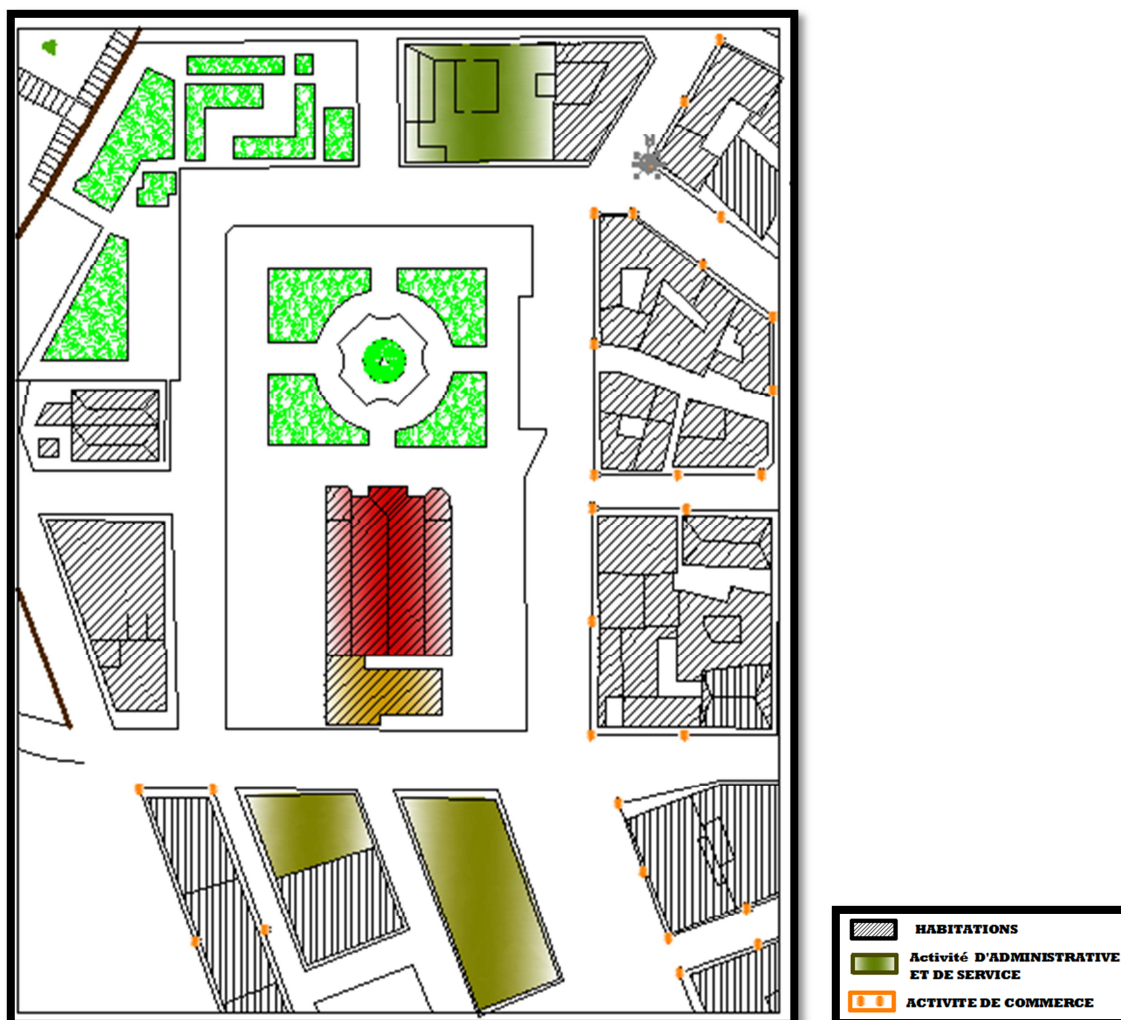 HABITATIONS
Activité D'ADMINISTRATIVE
ET DE SERVICE
ACTIVITE DE COMMERCE